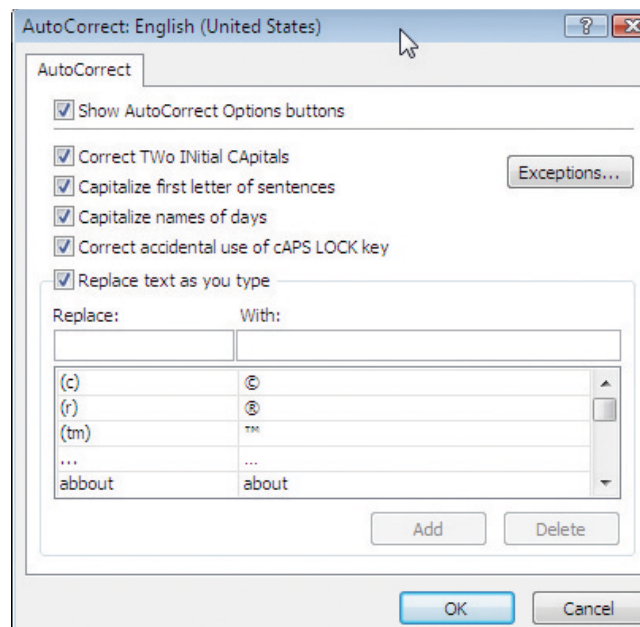 AutoCorrect: English (United States)
AutoCorrect
Show AutoCorrect Options buttons
Correct TWo INitial CApitals
Exceptions...
Capitalize first letter of sentences
Capitalize names of days
Correct accidental use of cAPS LOCK key
Replace text as you type
Replace: With:
(c) ©
(r) ®
(tm) ™
... ...
abbout about
Add Delete
OK Cancel